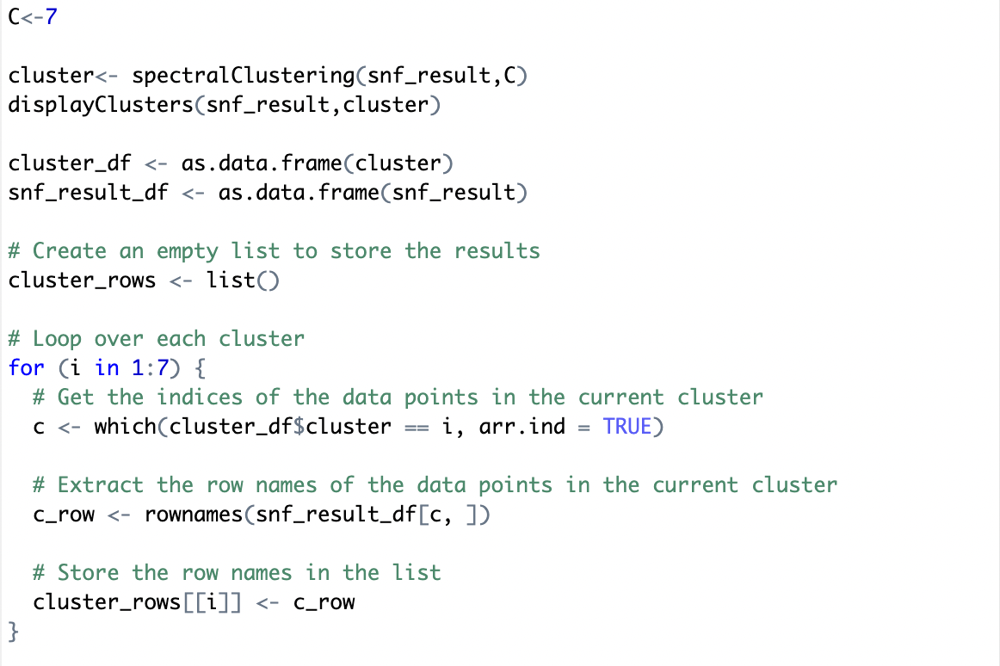 C<-7
cluster<- spectralClustering(snf_result,C)
displayClusters(snf_result,cluster)
cluster_df <- as.data.frame(cluster)
snf_result_df <- as.data.frame(snf_result)
# Create an empty list to store the results
cluster_rows <- list()
# Loop over each cluster
for (i in 1:7) {
  # Get the indices of the data points in the current cluster
  c <- which(cluster_df$cluster == i, arr.ind = TRUE)
  # Extract the row names of the data points in the current cluster
  c_row <- rownames(snf_result_df[c, ])
  # Store the row names in the list
  cluster_rows[[i]] <- c_row
}